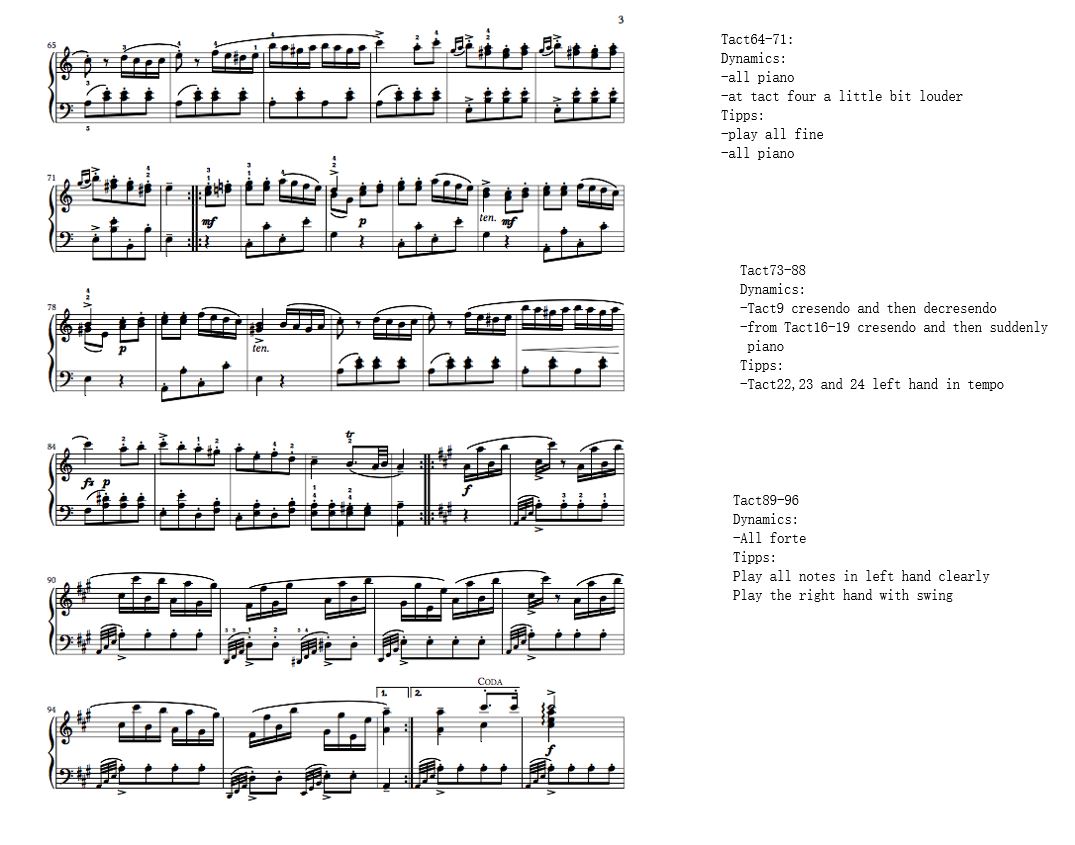 3
65
Tact64-71:
Dynamics:
-all piano
-at tact four a little bit louder
Tipps:
-play all fine
-all piano
71
mf
p
ten. mf
Tact73-88
Dynamics:
-Tact9 cresendo and then decresendo
-from Tact16-19 cresendo and then suddenly
piano
Tipps:
-Tact22,23 and 24 left hand in tempo
78
p
ten.
84
tr
fz p
f
Tact89-96
Dynamics:
-All forte
Tipps:
Play all notes in left hand clearly
Play the right hand with swing
90
94
1.
2.
CODA
f